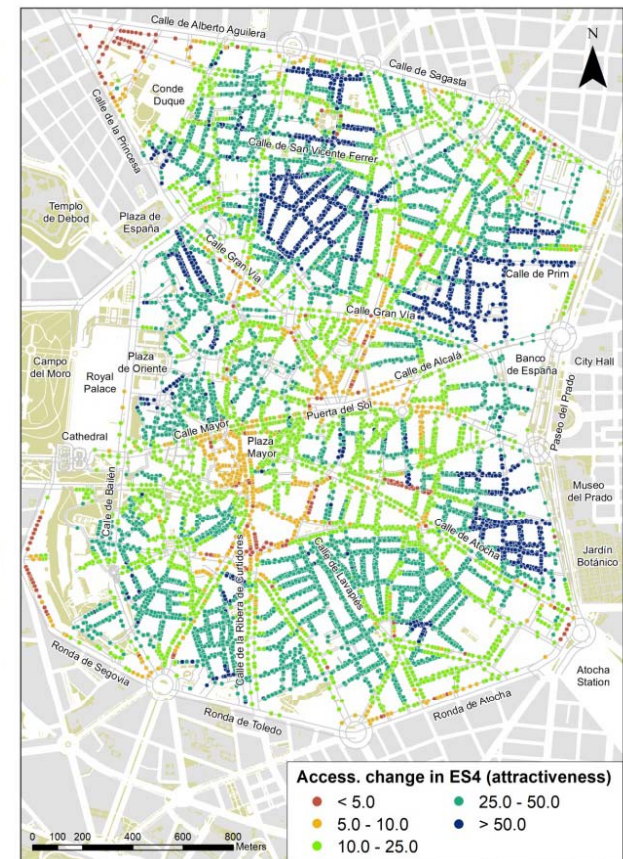 Calle de Alberto Aguilera
N
Calle de Sagasta
Conde
Duque
Calle de la Princesa
Calle de San Vicente Ferrer
Templo
de Debod
Plaza de
España
Calle Gran Vía
Calle de Prim
Calle Gran Vía
Campo
del Moro
Royal
Palace
Plaza
de Oriente
Calle de Alcalá
Banco
de España
City Hall
Paseo del Prado
Cathedral
Calle Mayor
Puerta del Sol
Plaza
Mayor
Calle de Bailén
Museo
del Prado
Calle de Atocha
Jardín
Botánico
Calle de Lavapiés
Calle de la Ribera de Curtidores
Ronda de Segovia
Ronda de Toledo
Ronda de Atocha
Atocha
Station
Access. change in ES4 (attractiveness)
< 5.0
25.0 - 50.0
5.0 - 10.0
> 50.0
10.0 - 25.0
0 100 200 400 600 800
Meters